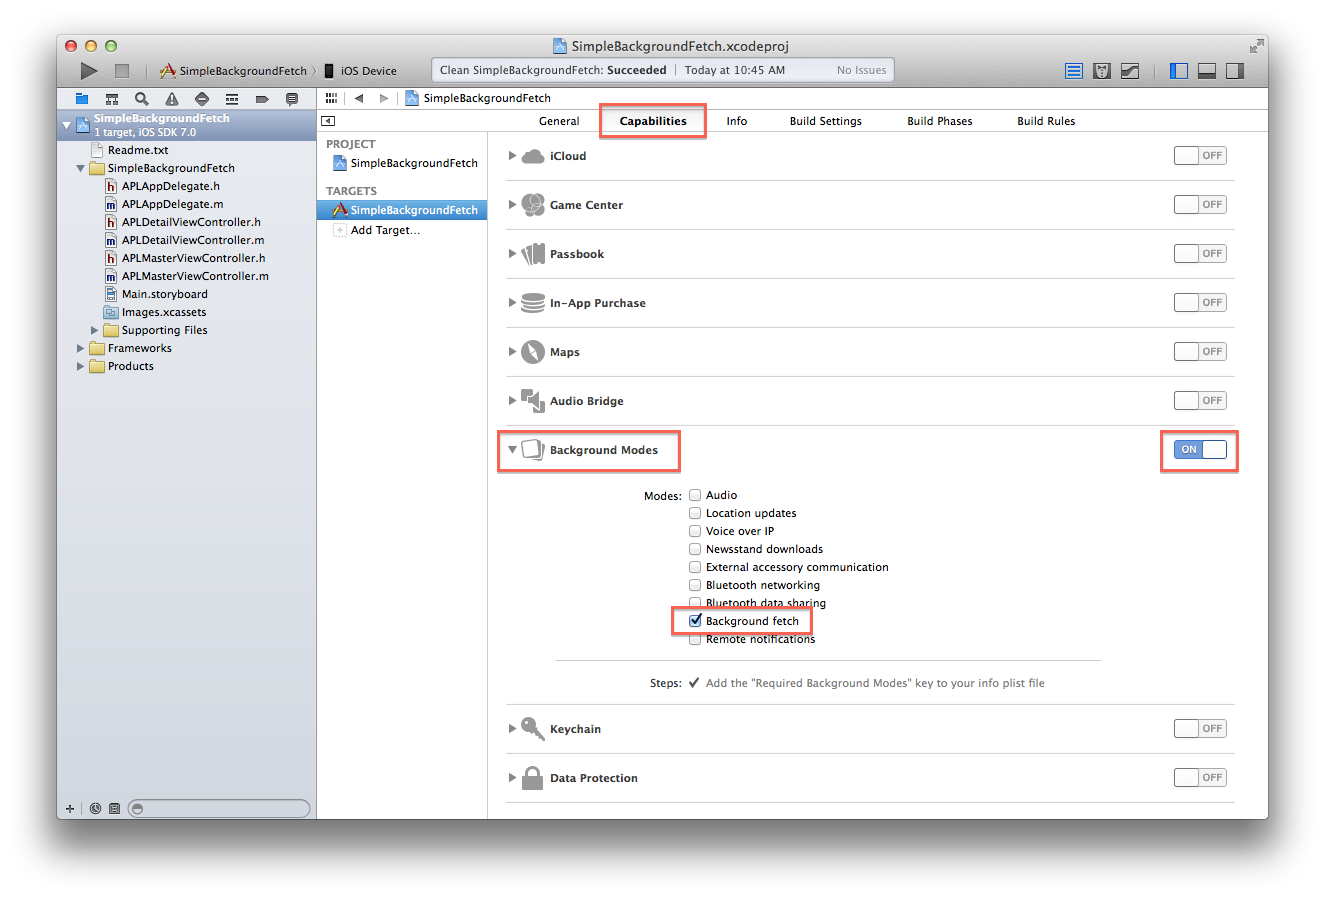 SimpleBackgroundFetch.xcodeproj
SimpleBackgroundFetch
iOS Device
Clean SimpleBackgroundFetch: Succeeded
Today at 10:45 AM
No Issues
SimpleBackgroundFetch
1 target, iOS SDK 7.0
Readme.txt
SimpleBackgroundFetch
h APLAppDelegate.h
m APLAppDelegate.m
h APLDetailViewController.h
m APLDetailViewController.m
h APLMasterViewController.h
m APLMasterViewController.m
Main.storyboard
Images.xcassets
Supporting Files
Frameworks
Products
SimpleBackgroundFetch
General
Capabilities
Info
Build Settings
Build Phases
Build Rules
PROJECT
SimpleBackgroundFetch
TARGETS
SimpleBackgroundFetch
Add Target...
iCloud OFF
Game Center OFF
Passbook OFF
In-App Purchase OFF
Maps OFF
Audio Bridge OFF
Background Modes ON
Modes: Audio
Location updates
Voice over IP
Newsstand downloads
External accessory communication
Bluetooth networking
Bluetooth data sharing
Background fetch
Remote notifications
Steps: ✓ Add the "Required Background Modes" key to your info plist file
Keychain OFF
Data Protection OFF